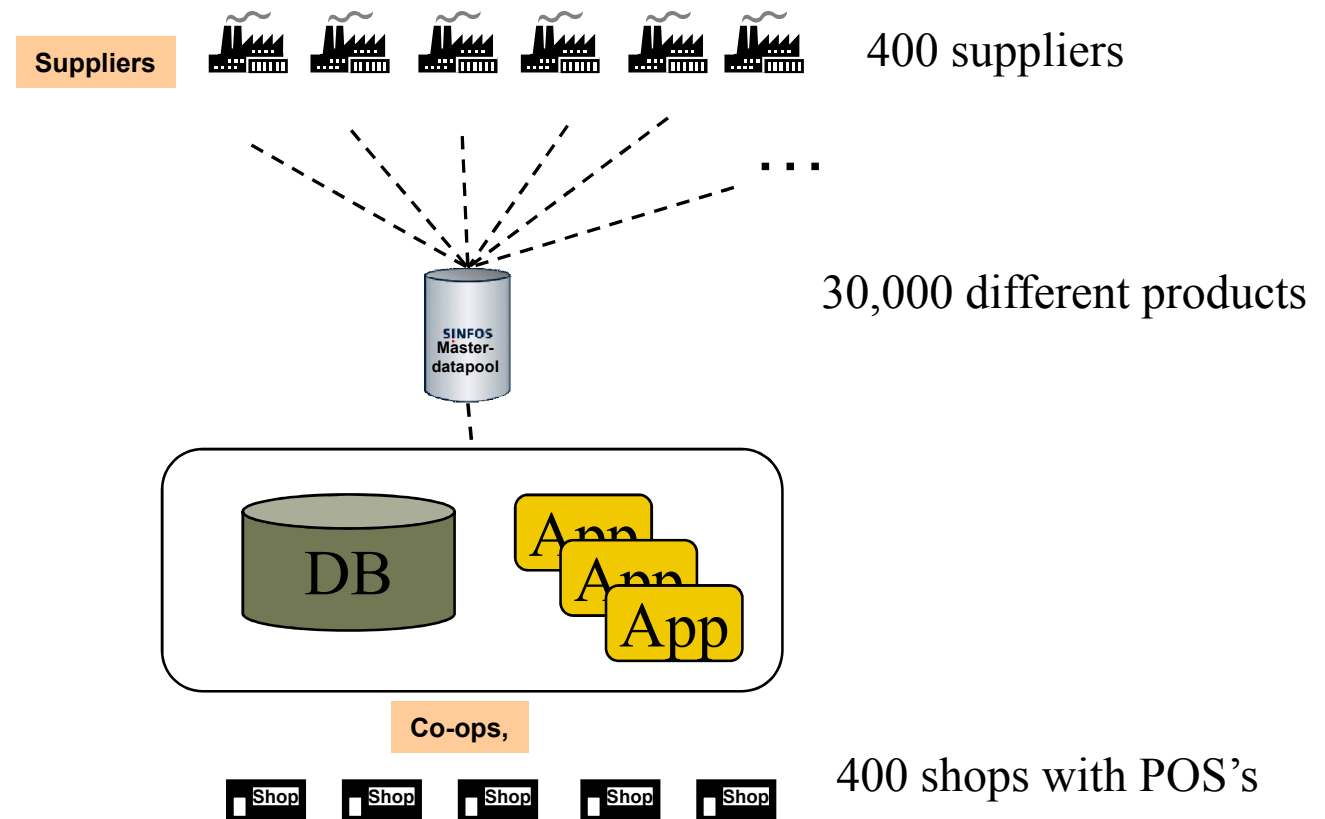 Suppliers
400 suppliers
...
30,000 different products
SINFOS
Master-
datapool
DB
App
App
App
Co-ops,
400 shops with POS’s
Shop
Shop
Shop
Shop
Shop